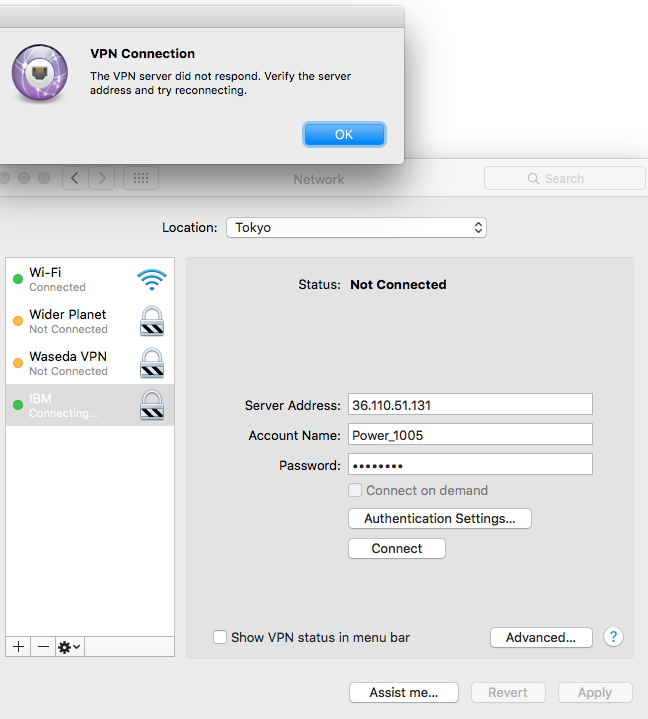 VPN Connection
The VPN server did not respond. Verify the server
address and try reconnecting.
OK
Network
Search
Location: Tokyo
Wi-Fi
Connected
Wider Planet
Not Connected
Waseda VPN
Not Connected
IBM
Connecting...
Status: Not Connected
Server Address: 36.110.51.131
Account Name: Power_1005
Password: ••••••••
Connect on demand
Authentication Settings...
Connect
Show VPN status in menu bar
Advanced...
?
Assist me...
Revert
Apply